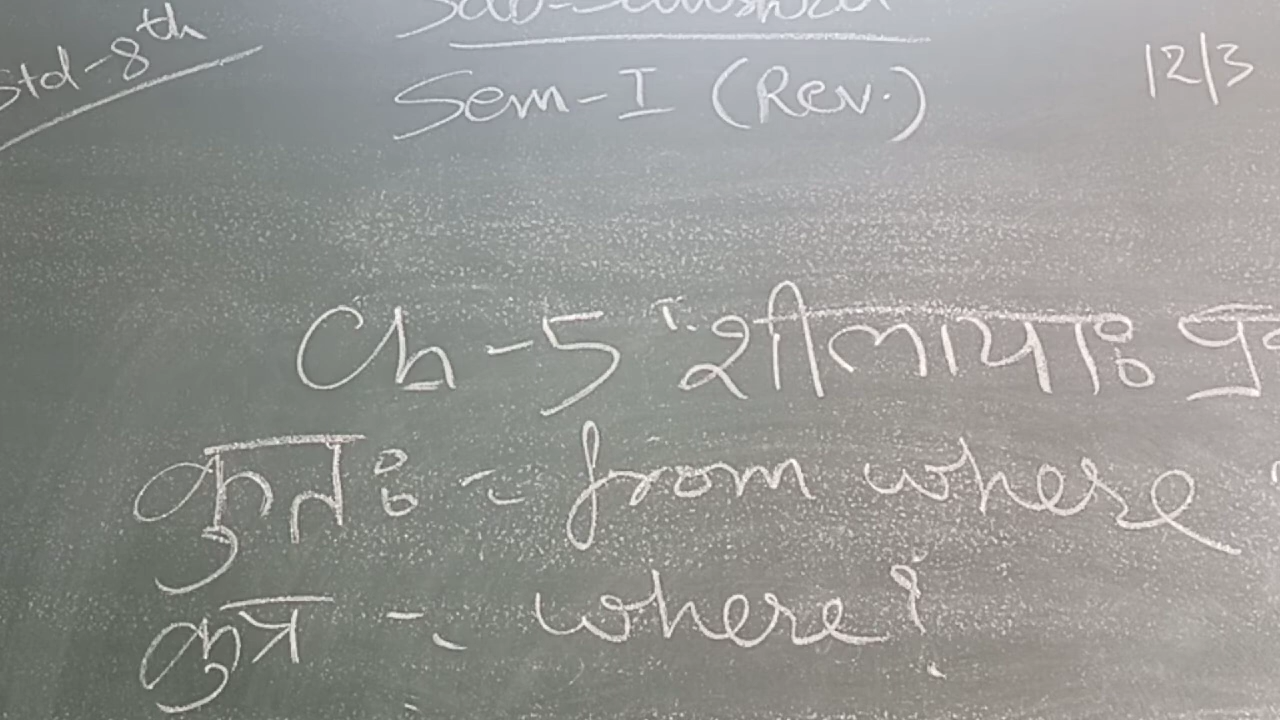 Std-8th
Sem-I (Rev.)
12/3
Ch-5 शीलायाः
कुतः - from where
कुत्र - where?